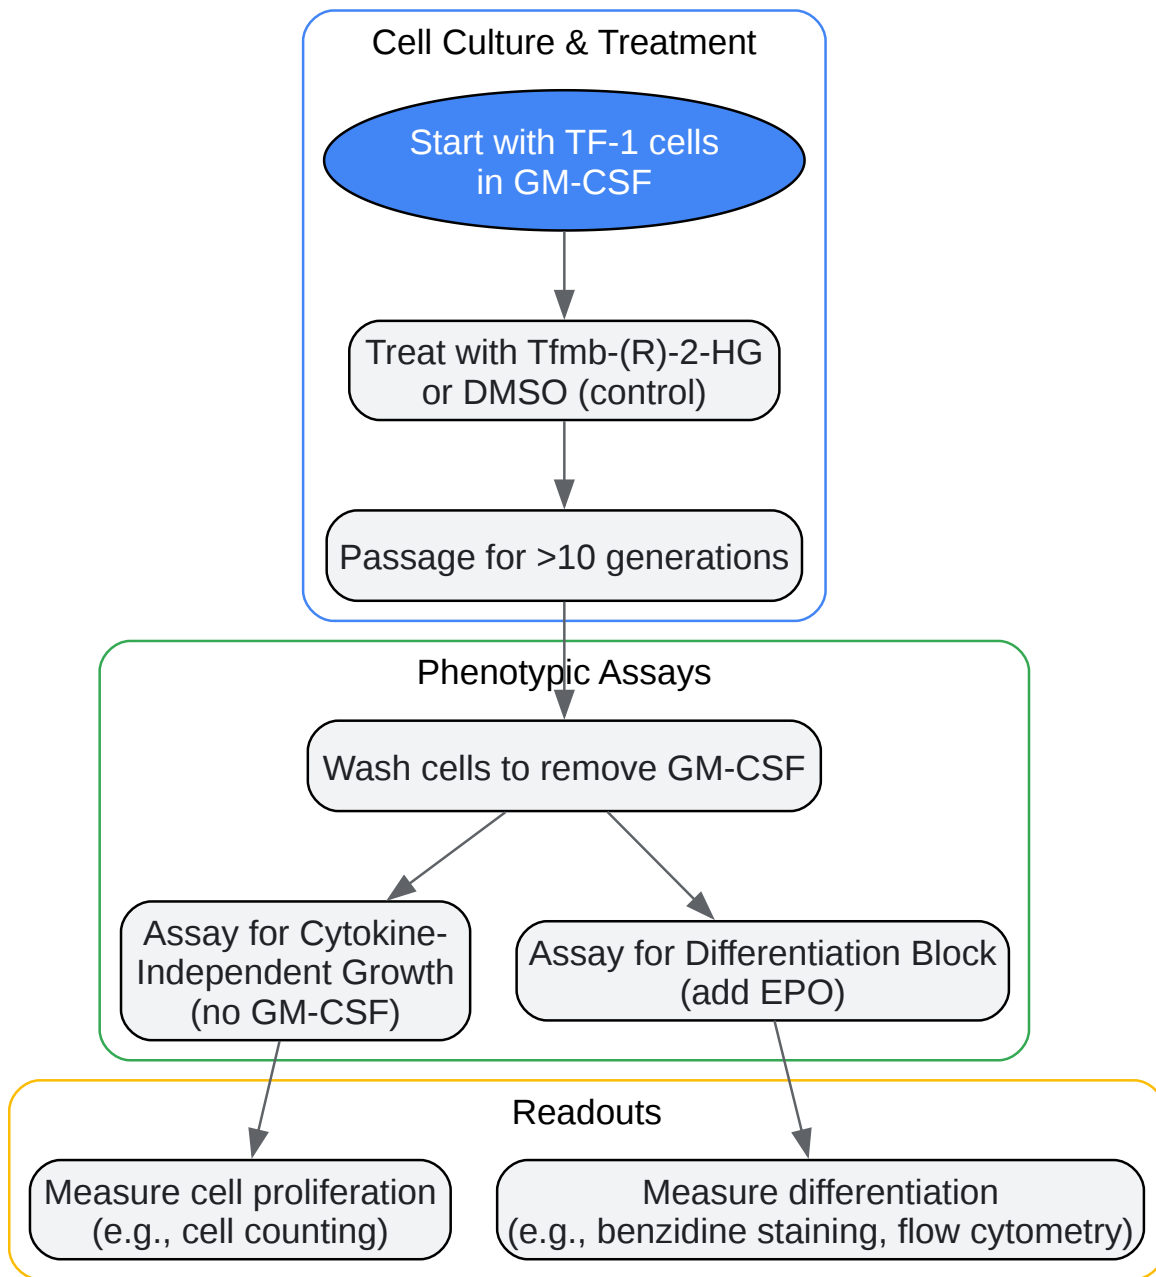 Cell Culture & Treatment
Start with TF-1 cells
in GM-CSF
Treat with Tfmb-(R)-2-HG
or DMSO (control)
Passage for >10 generations
Phenotypic Assays
Wash cells to remove GM-CSF
Assay for Cytokine-
Independent Growth
(no GM-CSF)
Assay for Differentiation Block
(add EPO)
Readouts
Measure cell proliferation
(e.g., cell counting)
Measure differentiation
(e.g., benzidine staining, flow cytometry)